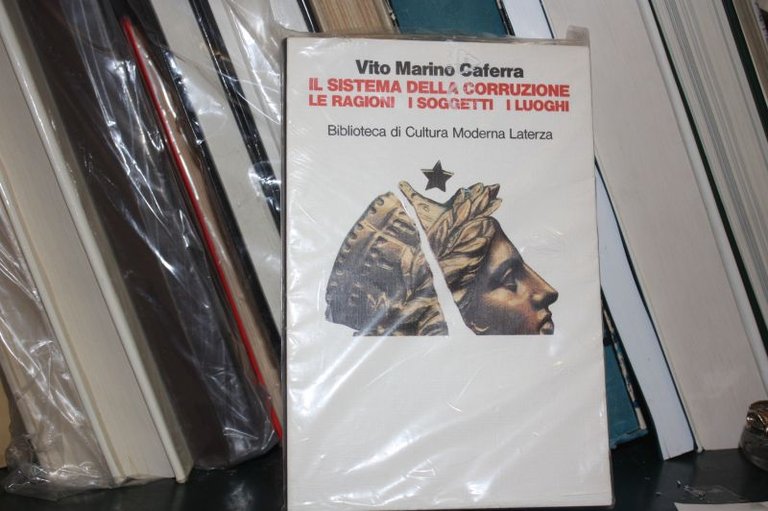 Vito Marino Caferra
IL SISTEMA DELLA CORRUZIONE
LE RAGIONI I SOGGETTI I LUOGHI
Biblioteca di Cultura Moderna Laterza